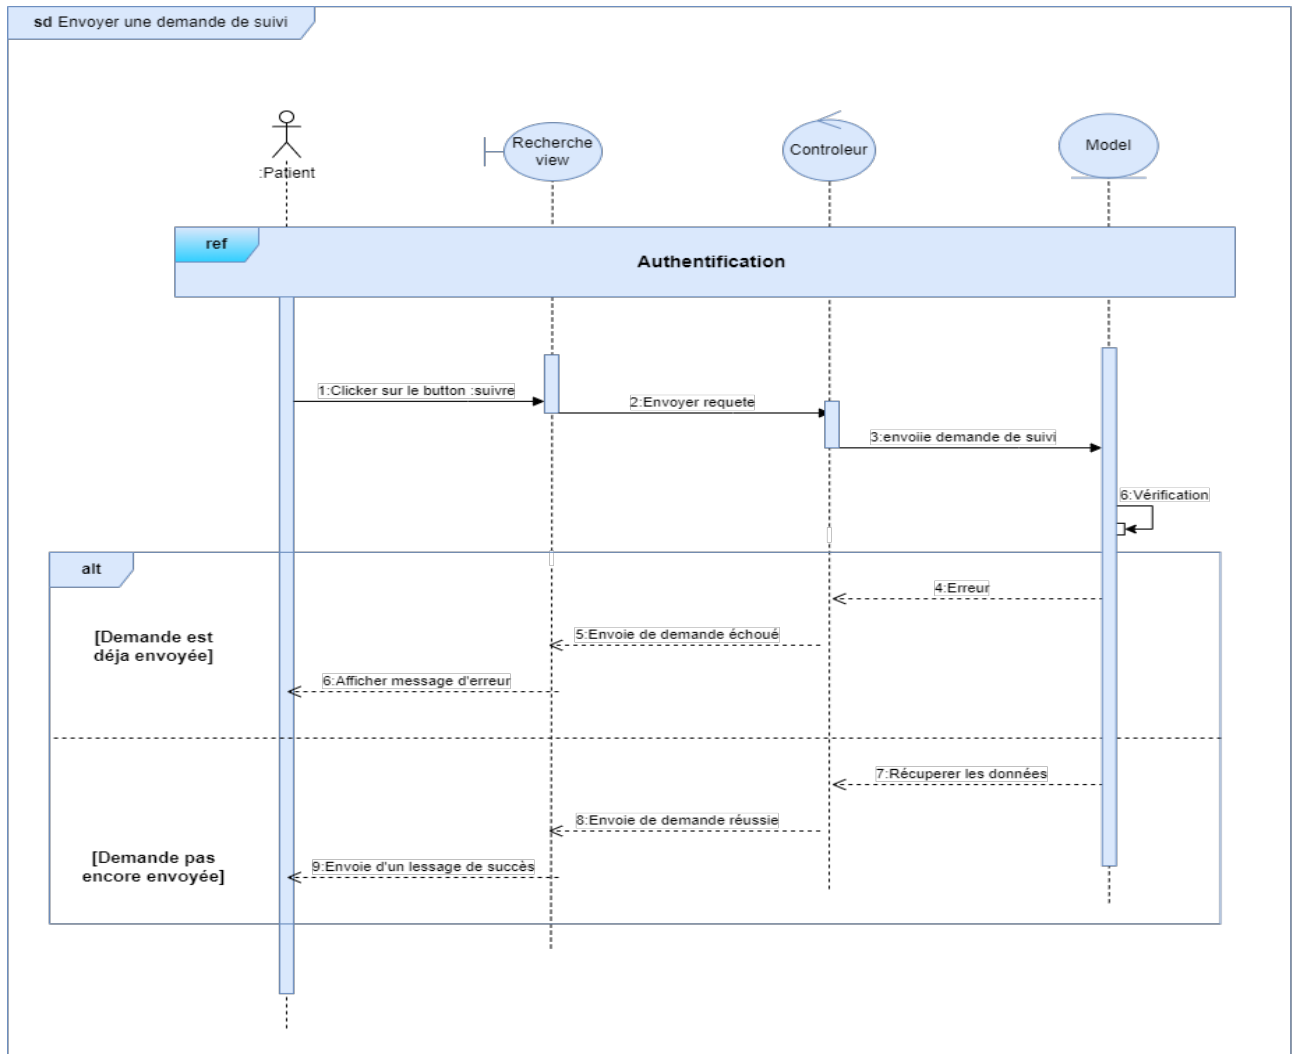 sd Envoyer une demande de suivi
:Patient
Recherche
view
Controleur
Model
ref
Authentification
1:Clicker sur le button :suivre
2:Envoyer requete
3:envoiie demande de suivi
6:Vérification
alt
4:Erreur
[Demande est
déja envoyée]
5:Envoie de demande échoué
6:Afficher message d'erreur
7:Récuperer les données
8:Envoie de demande réussie
[Demande pas
encore envoyée]
9:Envoie d'un lessage de succès